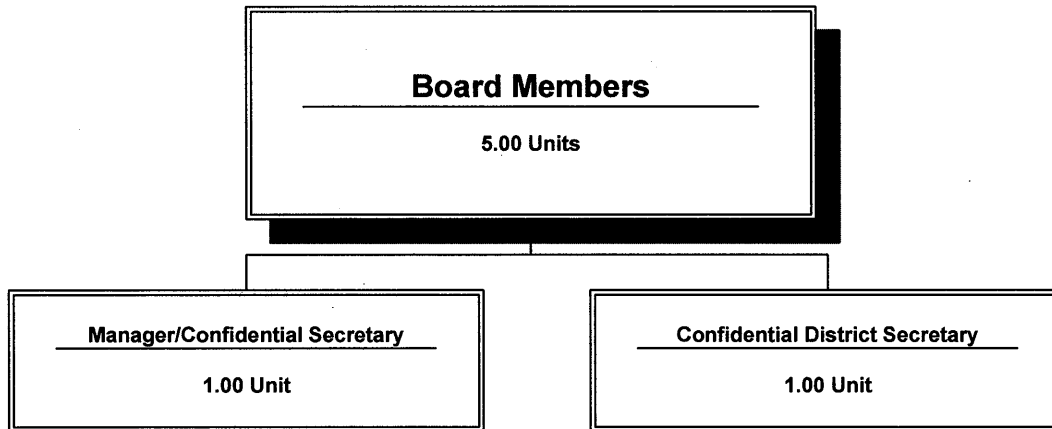 Board Members
5.00 Units
Manager/Confidential Secretary
1.00 Unit
Confidential District Secretary
1.00 Unit